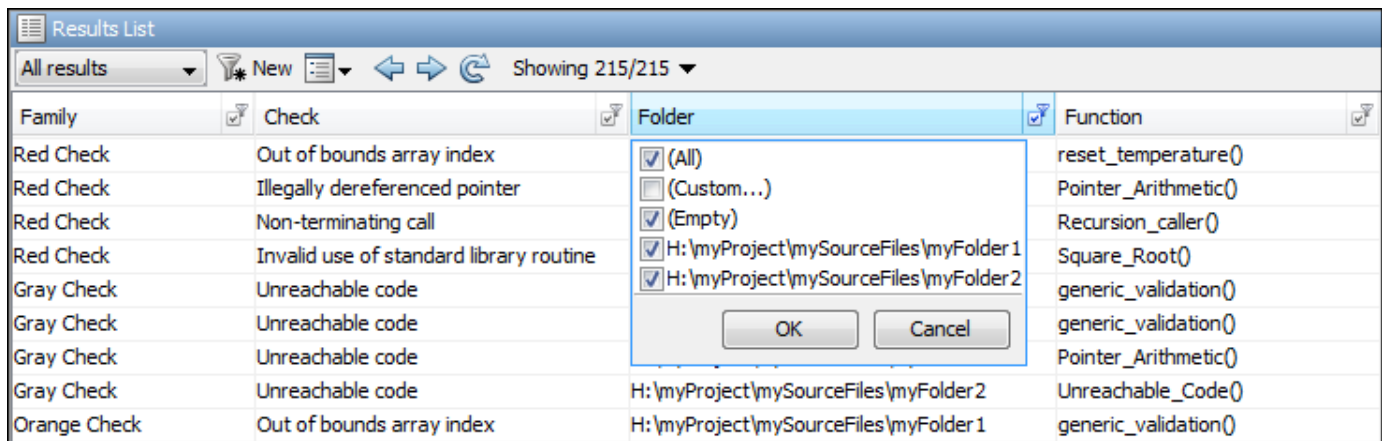 Results List
All results New Showing 215/215
Family Check Folder Function
Red Check Out of bounds array index (All) reset_temperature()
Red Check Illegally dereferenced pointer (Custom...) Pointer_Arithmetic()
Red Check Non-terminating call (Empty) Recursion_caller()
Red Check Invalid use of standard library routine H:\myProject\mySourceFiles\myFolder1 Square_Root()
Gray Check Unreachable code H:\myProject\mySourceFiles\myFolder2 generic_validation()
Gray Check Unreachable code OK Cancel generic_validation()
Gray Check Unreachable code Pointer_Arithmetic()
Gray Check Unreachable code H:\myProject\mySourceFiles\myFolder2 Unreachable_Code()
Orange Check Out of bounds array index H:\myProject\mySourceFiles\myFolder1 generic_validation()